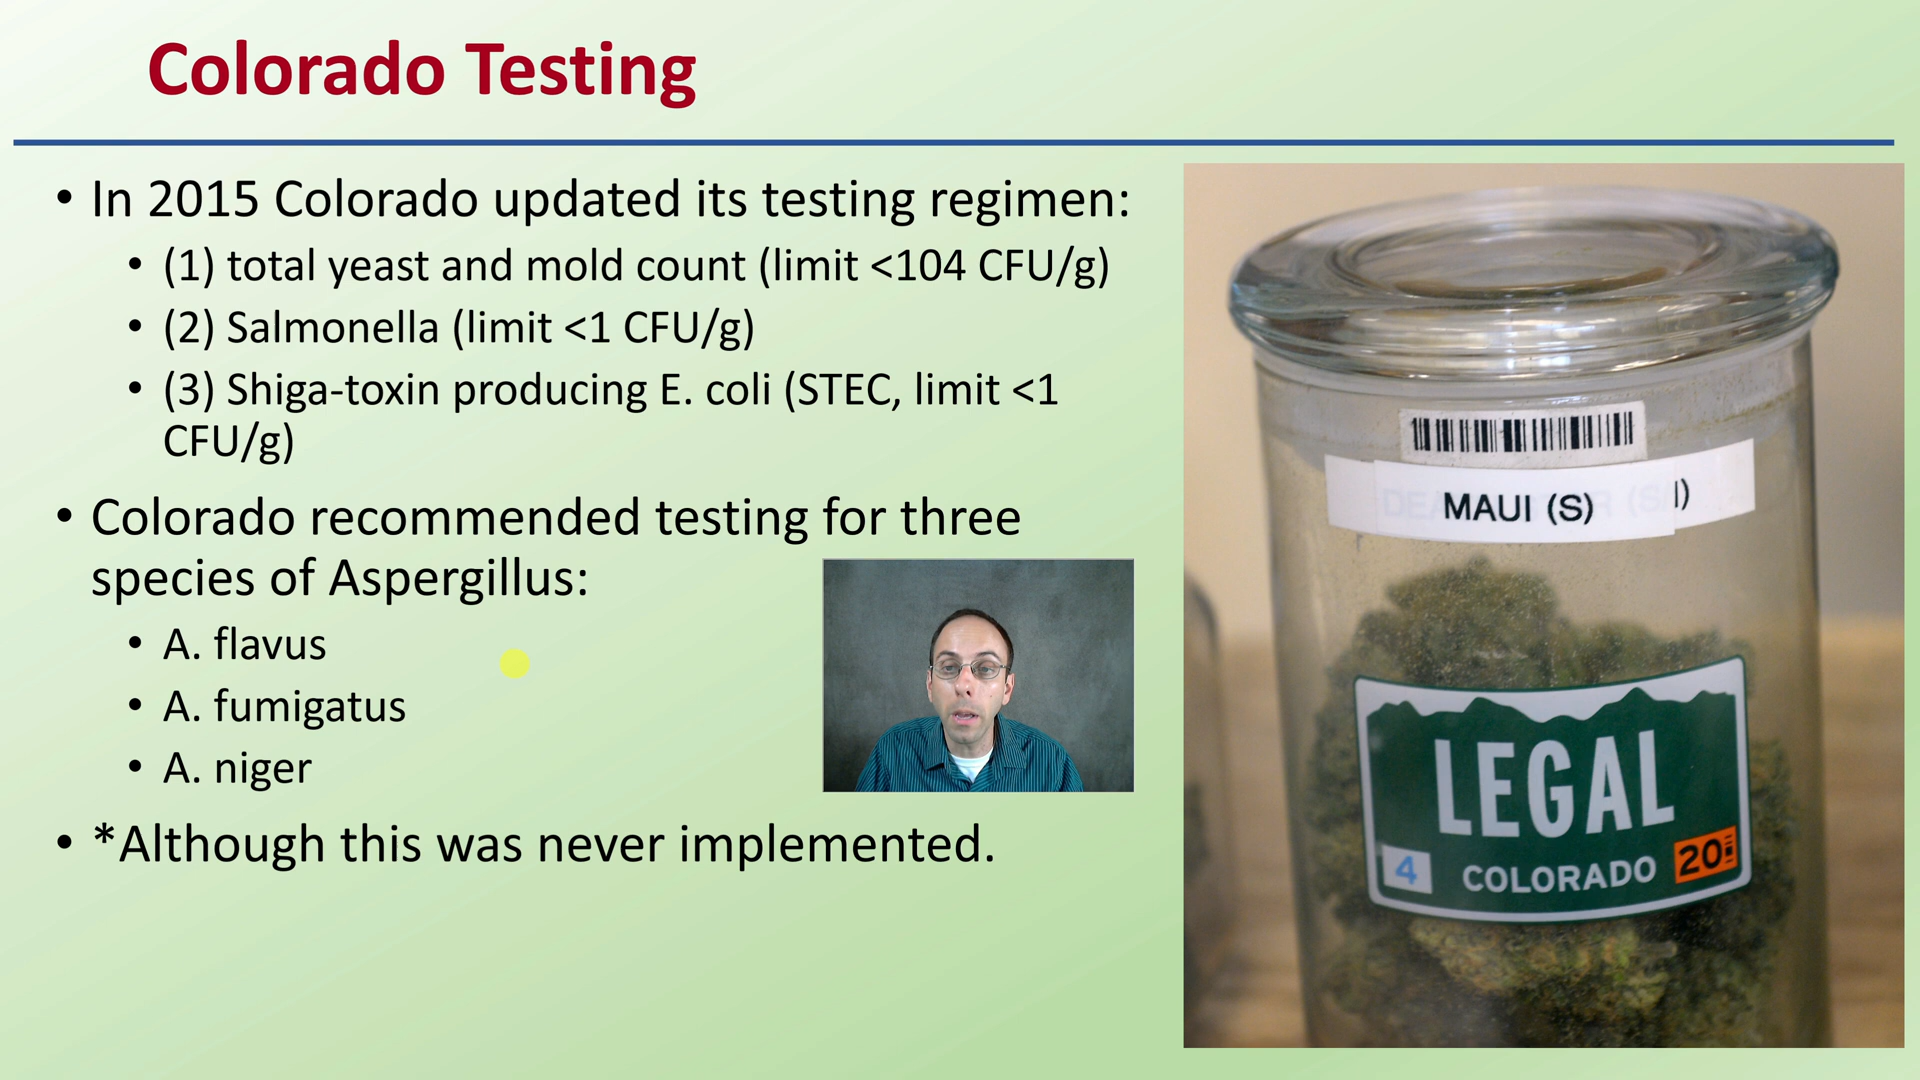 Colorado Testing
• In 2015 Colorado updated its testing regimen:
• (1) total yeast and mold count (limit <104 CFU/g)
• (2) Salmonella (limit <1 CFU/g)
• (3) Shiga-toxin producing E. coli (STEC, limit <1
CFU/g)
• Colorado recommended testing for three
species of Aspergillus:
• A. flavus
• A. fumigatus
• A. niger
• *Although this was never implemented.
MAUI (S)
LEGAL
4 COLORADO 20